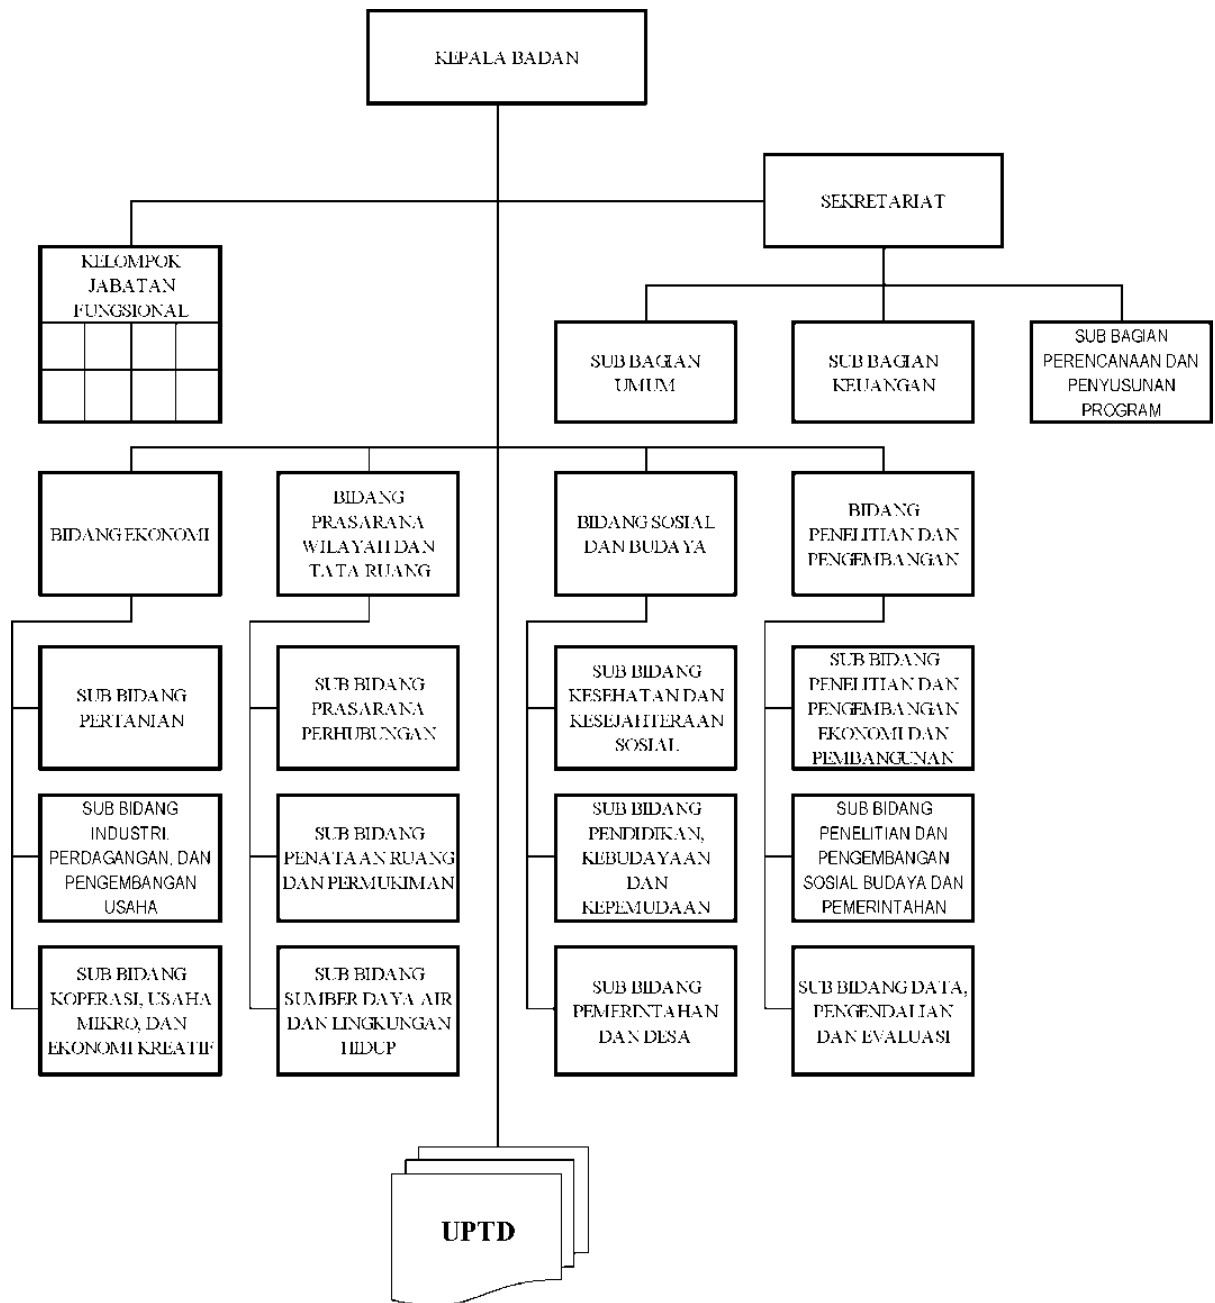 KEPALA BADAN
SEKRETARIAT
KELOMPOK
JABATAN
FUNGSIONAL
SUB BAGIAN
UMUM
SUB BAGIAN
KEUANGAN
SUB BAGIAN
PERENCANAAN DAN
PENYUSUNAN
PROGRAM
BIDANG EKONOMI
BIDANG
PRASARANA
WILAYAH DAN
TATA RUANG
BIDANG SOSIAL
DAN BUDAYA
BIDANG
PENELITIAN DAN
PENGEMBANGAN
SUB BIDANG
PERTANIAN
SUB BIDANG
PRASARANA
PERHUBUNGAN
SUB BIDANG
KESEHATAN DAN
KESEJAHTERAAN
SOSIAL
SUB BIDANG
PENELITIAN DAN
PENGEMBANGAN
EKONOMI DAN
PEMBANGUNAN
SUB BIDANG
INDUSTRI.
PERDAGANGAN, DAN
PENGEMBANGAN
USAHA
SUB BIDANG
PENATAAN RUANG
DAN PERMUKIMAN
SUB BIDANG
PENDIDIKAN,
KEBUDAYAAN
DAN
KEPEMUDAAN
SUB BIDANG
PENELITIAN DAN
PENGEMBANGAN
SOSIAL BUDAYA DAN
PEMERINTAHAN
SUB BIDANG
KOPERASI, USAHA
MIKRO, DAN
EKONOMI KREATIF
SUB BIDANG
SUMBER DAYA AIR
DAN LINGKUNGAN
HIDUP
SUB BIDANG
PEMERINTAHAN
DAN DESA
SUB BIDANG DATA,
PENGENDALIAN
DAN EVALUASI
UPTD